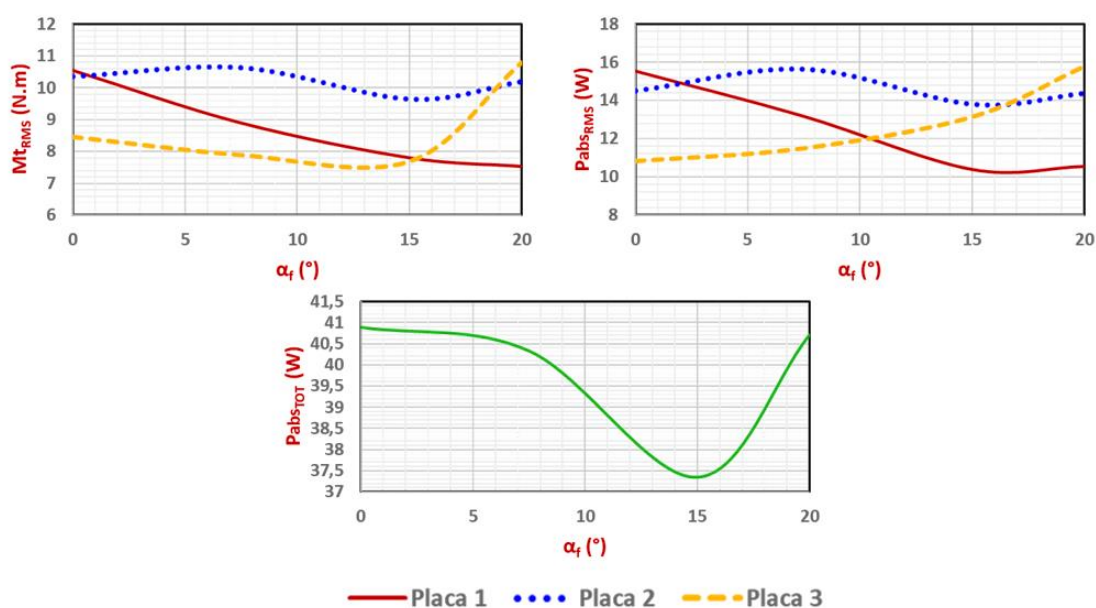 12
11
10
9
8
7
6
Mt_RMS (N.m)
0 5 10 15 20
α_f (°)
18
16
14
12
10
8
Pabs_RMS (W)
0 5 10 15 20
α_f (°)
41,5
41
40,5
40
39,5
39
38,5
38
37,5
37
Pabs_TOT (W)
0 5 10 15 20
α_f (°)
Placa 1 Placa 2 Placa 3